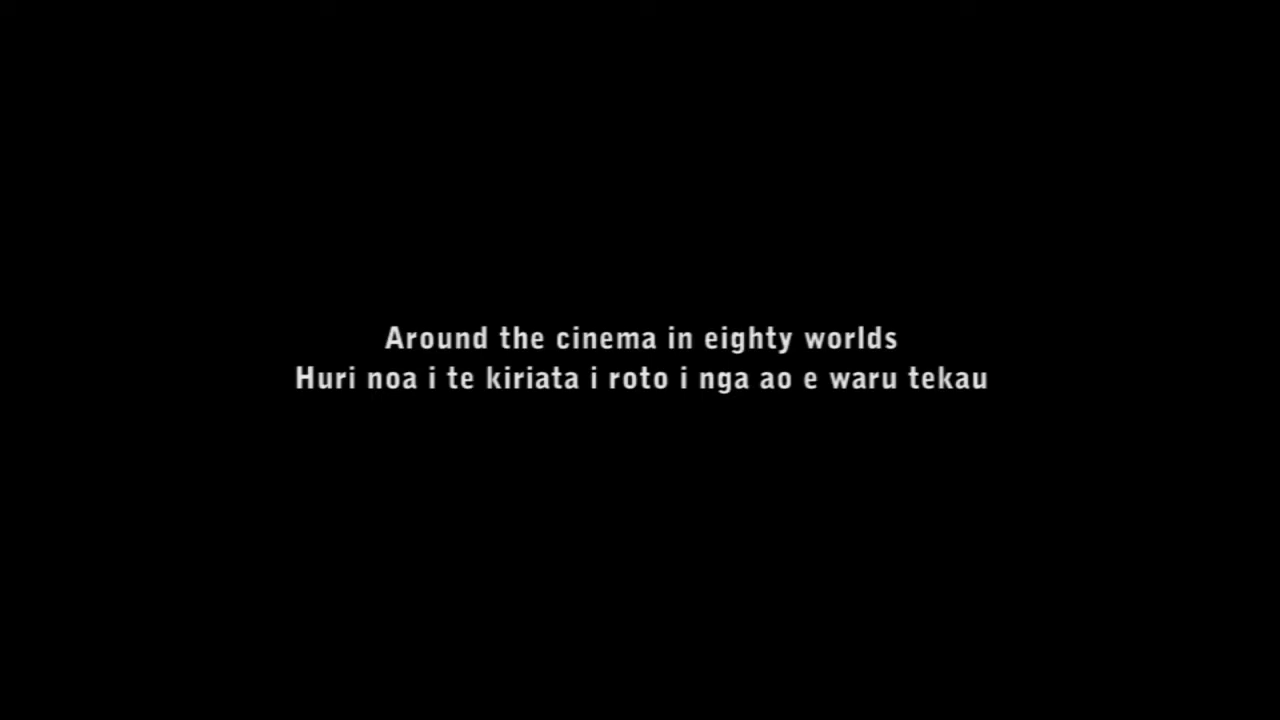 Around the cinema in eighty worlds
Huri noa i te kiriata i roto i nga ao e waru tekau